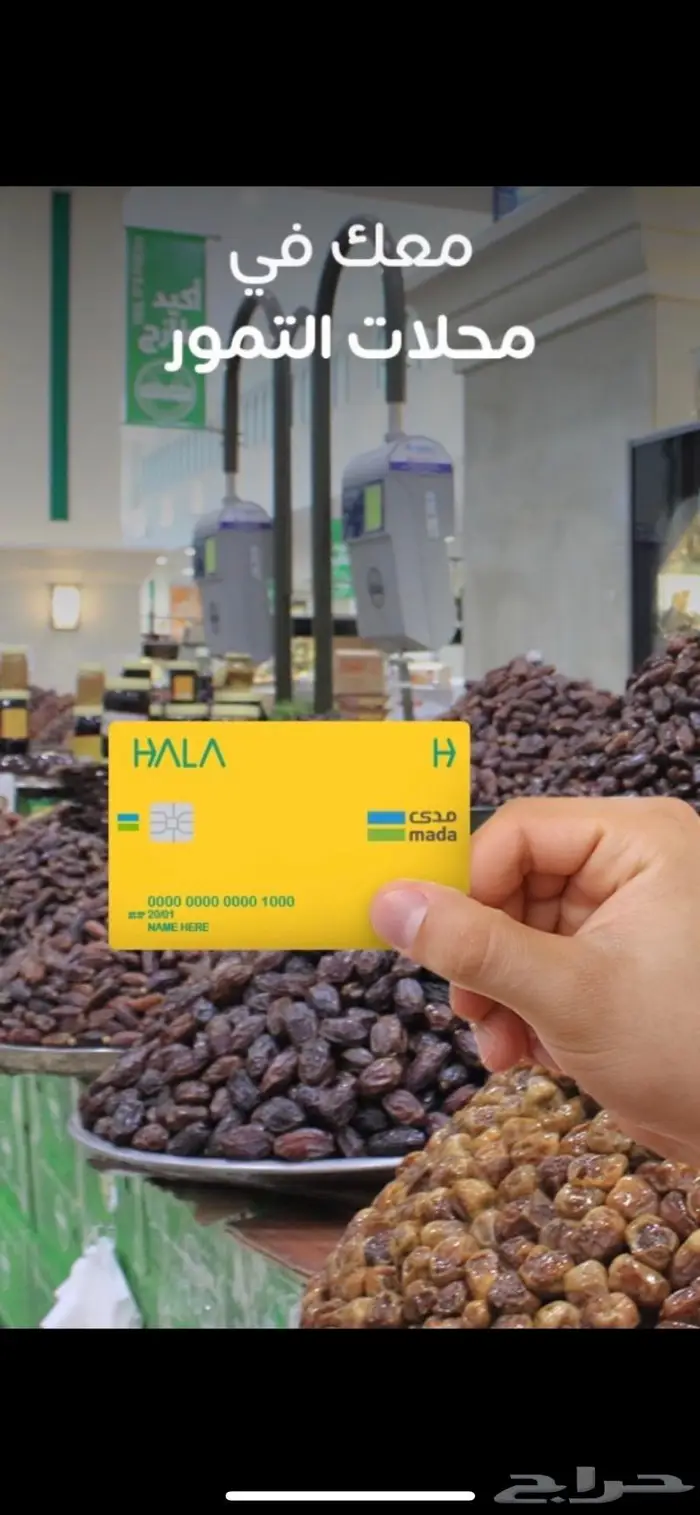 معك في
محلات التمور
HALA
H
مدى
mada
0000 0000 0000 1000
20/01
NAME HERE
حراج